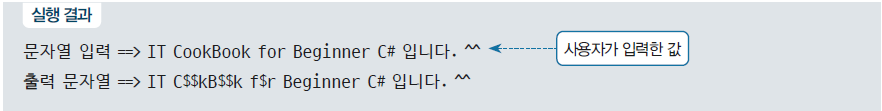 실행 결과
문자열 입력 ==> IT CookBook for Beginner C# 입니다. ^^ 사용자가 입력한 값
출력 문자열 ==> IT C$$kB$$k f$r Beginner C# 입니다. ^^